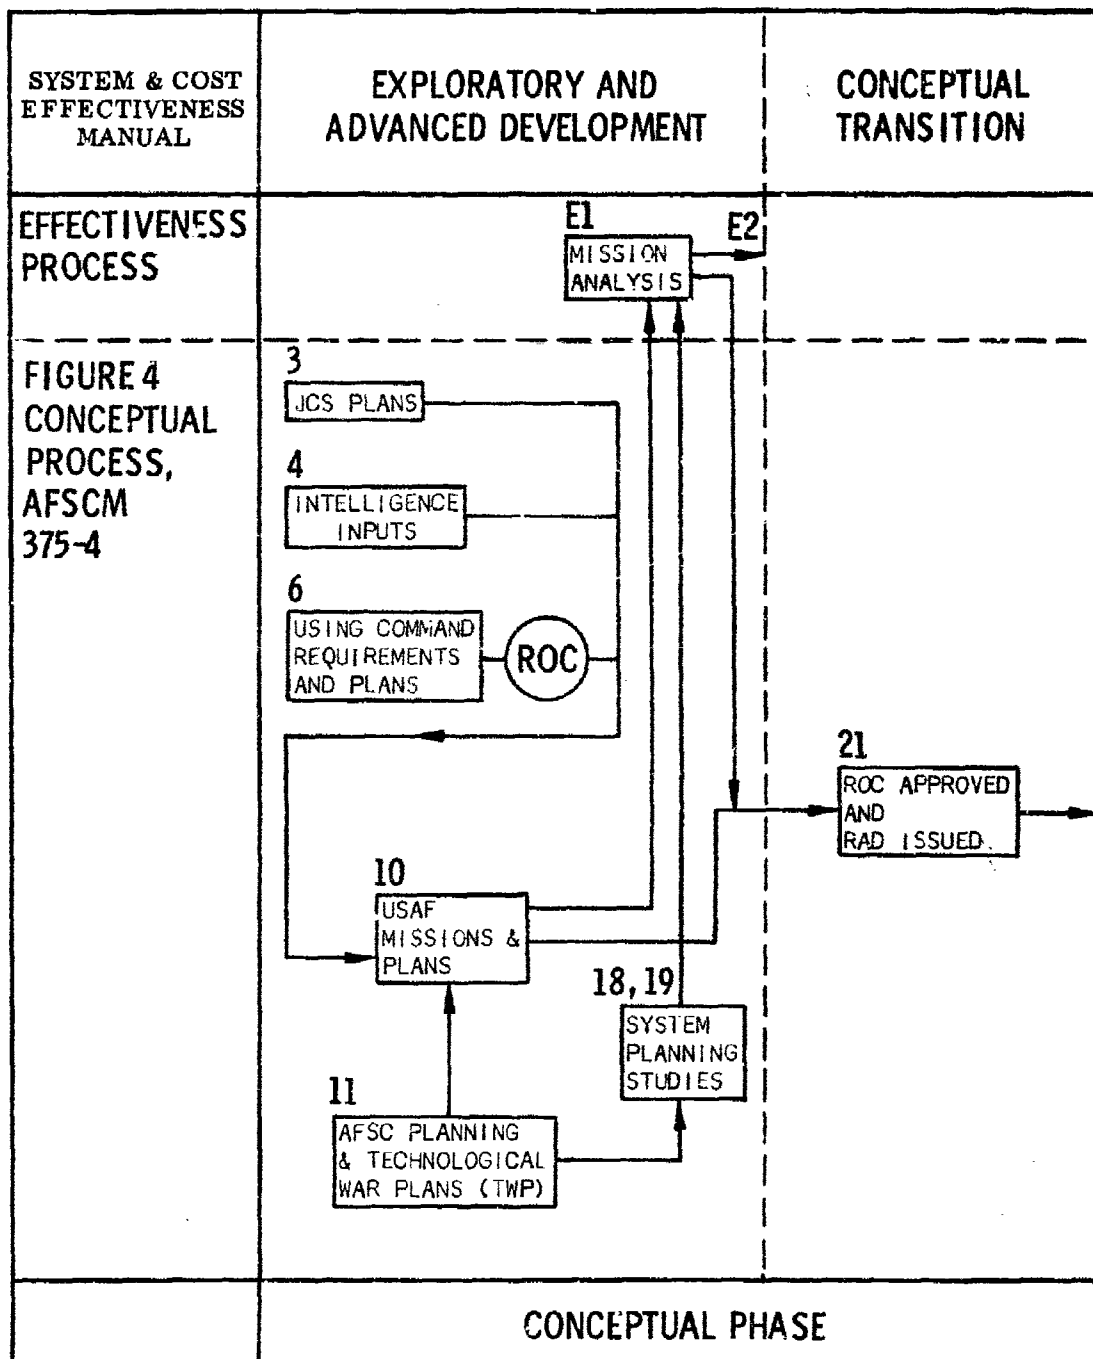 SYSTEM & COST
EFFECTIVENESS
MANUAL
EXPLORATORY AND
ADVANCED DEVELOPMENT
CONCEPTUAL
TRANSITION
EFFECTIVENESS
PROCESS
E1
MISSION
ANALYSIS
E2
FIGURE 4
CONCEPTUAL
PROCESS,
AFSCM
375-4
3
JCS PLANS
4
INTELLIGENCE
INPUTS
6
USING COMMAND
REQUIREMENTS
AND PLANS
ROC
21
ROC APPROVED
AND
RAD ISSUED
10
USAF
MISSIONS &
PLANS
18, 19
SYSTEM
PLANNING
STUDIES
11
AFSC PLANNING
& TECHNOLOGICAL
WAR PLANS (TWP)
CONCEPTUAL PHASE